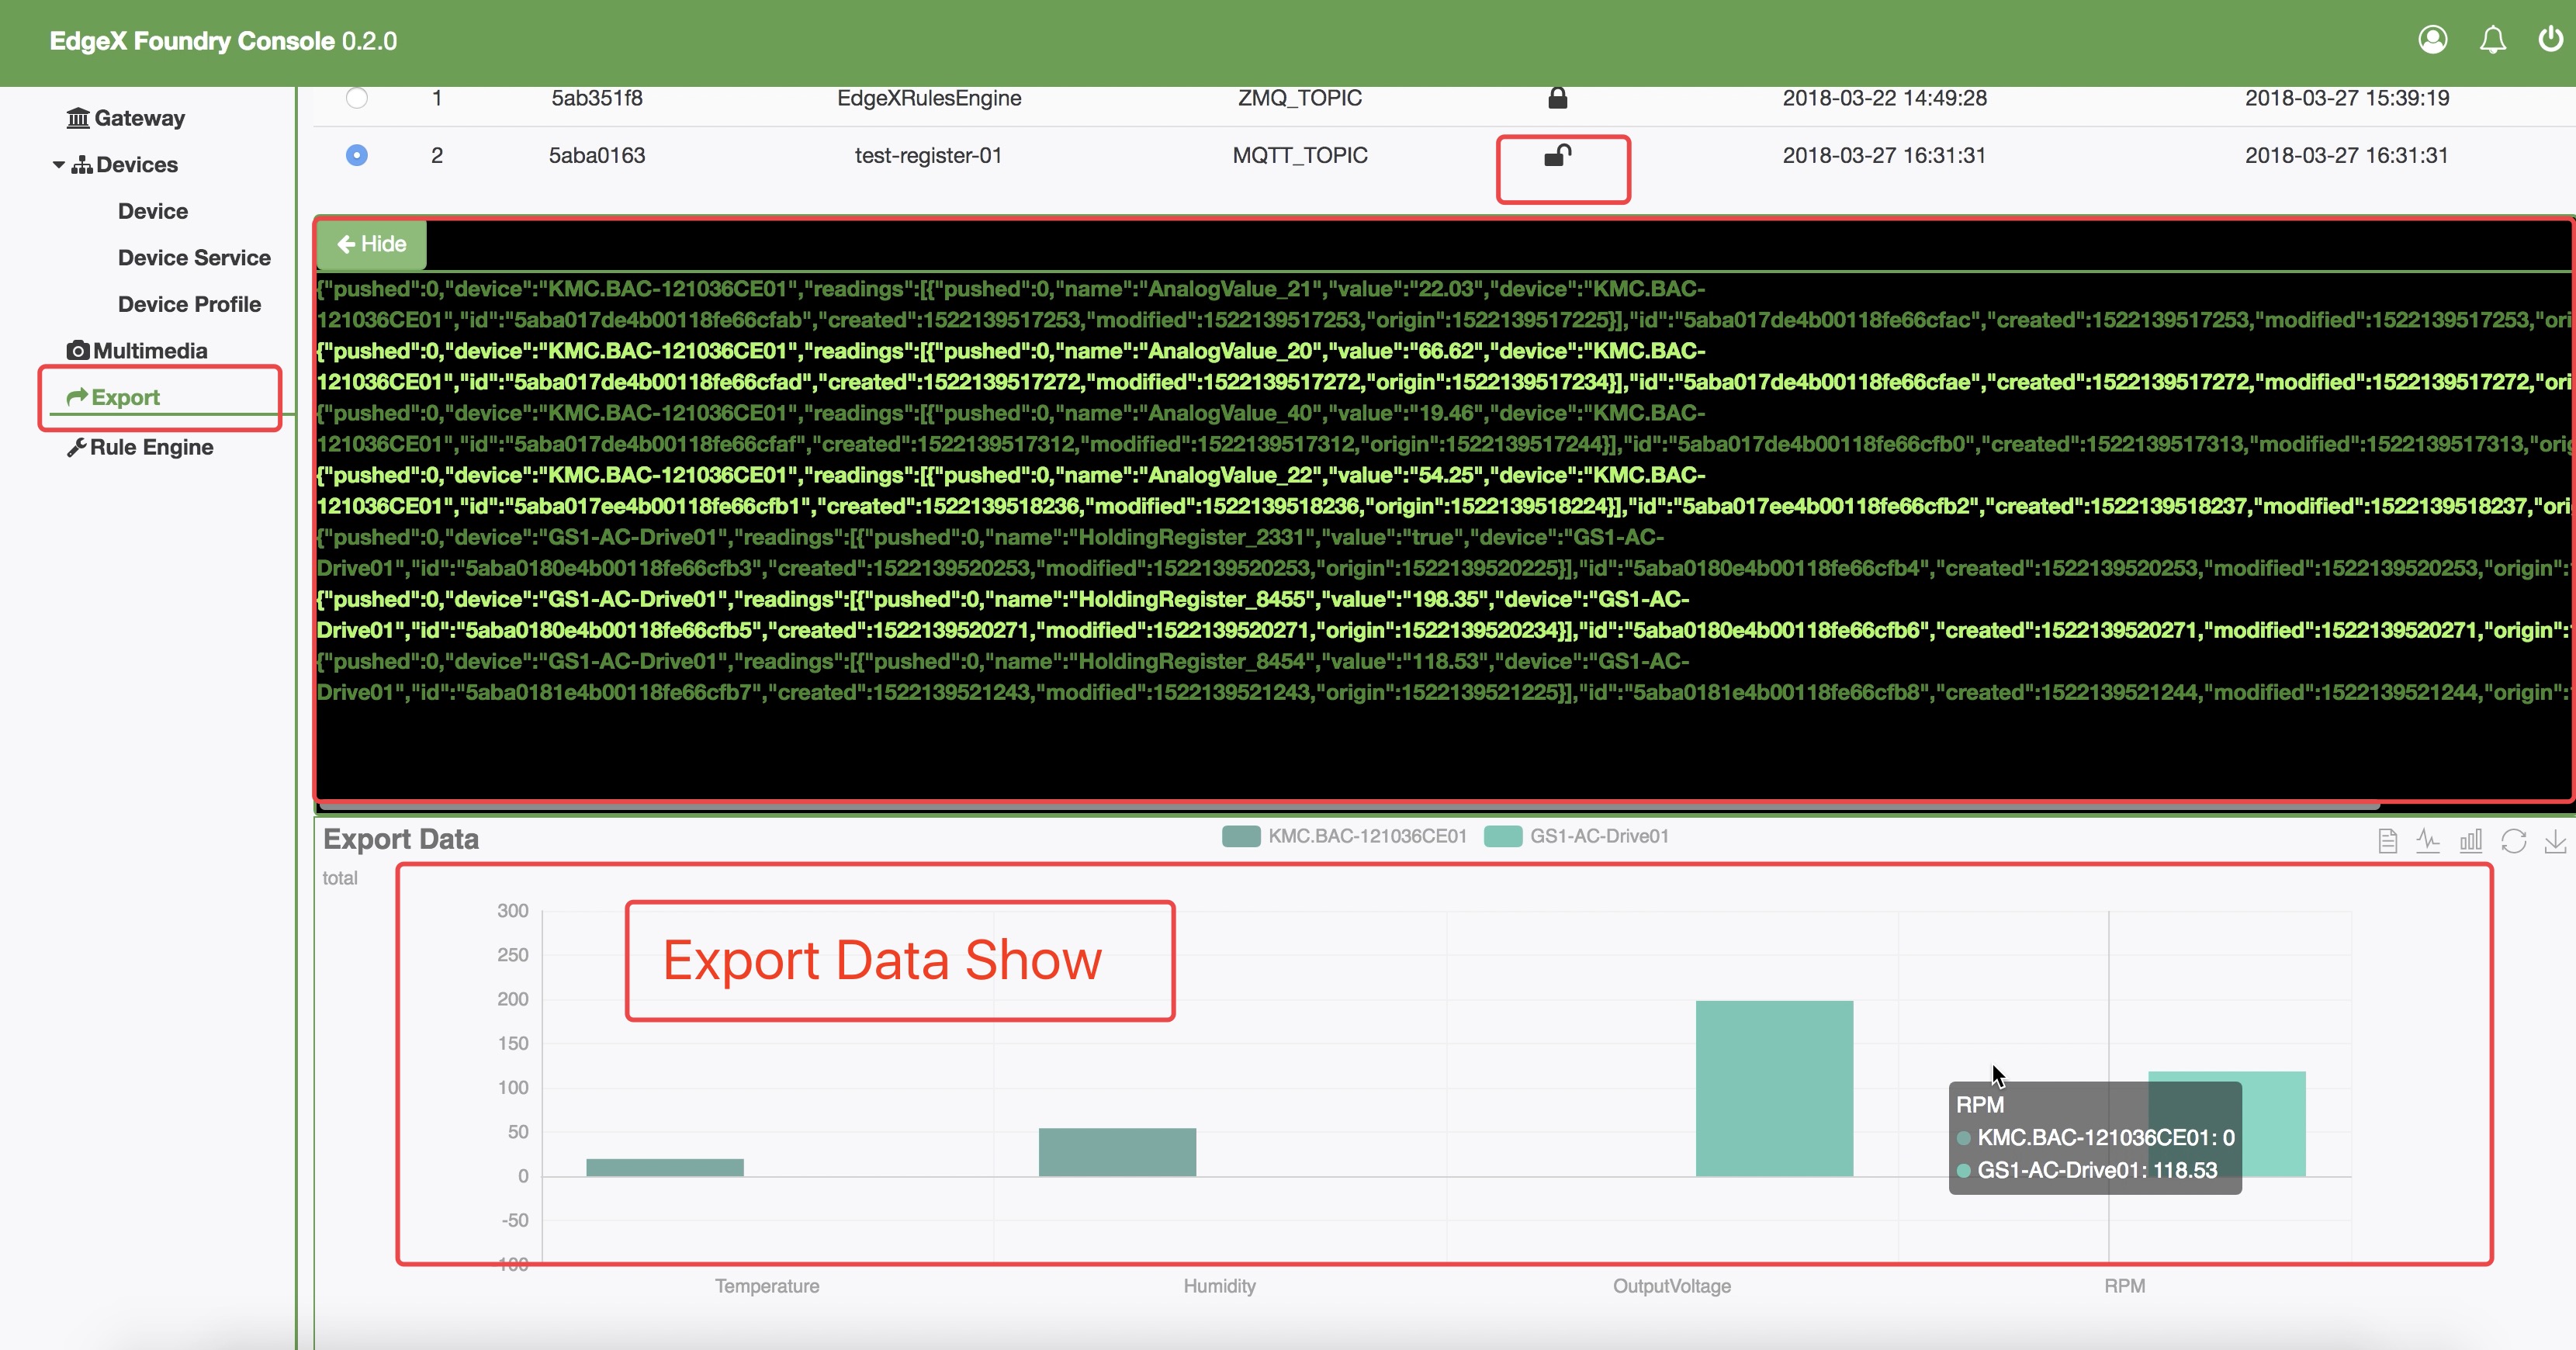 EdgeX Foundry Console 0.2.0
Gateway
Devices
Device
Device Service
Device Profile
Multimedia
Export
Rule Engine
1 5ab351f8 EdgeXRulesEngine ZMQ_TOPIC 2018-03-22 14:49:28 2018-03-27 15:39:19
2 5aba0163 test-register-01 MQTT_TOPIC 2018-03-27 16:31:31 2018-03-27 16:31:31
Hide
{"pushed":0,"device":"KMC.BAC-121036CE01","readings":[{"pushed":0,"name":"AnalogValue_21","value":"22.03","device":"KMC.BAC-
121036CE01","id":"5aba017de4b00118fe66cfab","created":1522139517253,"modified":1522139517253,"origin":1522139517225}],"id":"5aba017de4b00118fe66cfac","created":1522139517253,"modified":1522139517253,"ori
{"pushed":0,"device":"KMC.BAC-121036CE01","readings":[{"pushed":0,"name":"AnalogValue_20","value":"66.62","device":"KMC.BAC-
121036CE01","id":"5aba017de4b00118fe66cfad","created":1522139517272,"modified":1522139517272,"origin":1522139517234}],"id":"5aba017de4b00118fe66cfae","created":1522139517272,"modified":1522139517272,"ori
{"pushed":0,"device":"KMC.BAC-121036CE01","readings":[{"pushed":0,"name":"AnalogValue_40","value":"19.46","device":"KMC.BAC-
121036CE01","id":"5aba017de4b00118fe66cfaf","created":1522139517312,"modified":1522139517312,"origin":1522139517244}],"id":"5aba017de4b00118fe66cfb0","created":1522139517313,"modified":1522139517313,"orig
{"pushed":0,"device":"KMC.BAC-121036CE01","readings":[{"pushed":0,"name":"AnalogValue_22","value":"54.25","device":"KMC.BAC-
121036CE01","id":"5aba017ee4b00118fe66cfb1","created":1522139518236,"modified":1522139518236,"origin":1522139518224}],"id":"5aba017ee4b00118fe66cfb2","created":1522139518237,"modified":1522139518237,"ori
{"pushed":0,"device":"GS1-AC-Drive01","readings":[{"pushed":0,"name":"HoldingRegister_2331","value":"true","device":"GS1-AC-
Drive01","id":"5aba0180e4b00118fe66cfb3","created":1522139520253,"modified":1522139520253,"origin":1522139520225}],"id":"5aba0180e4b00118fe66cfb4","created":1522139520253,"modified":1522139520253,"origin":
{"pushed":0,"device":"GS1-AC-Drive01","readings":[{"pushed":0,"name":"HoldingRegister_8455","value":"198.35","device":"GS1-AC-
Drive01","id":"5aba0180e4b00118fe66cfb5","created":1522139520271,"modified":1522139520271,"origin":1522139520234}],"id":"5aba0180e4b00118fe66cfb6","created":1522139520271,"modified":1522139520271,"origin":
{"pushed":0,"device":"GS1-AC-Drive01","readings":[{"pushed":0,"name":"HoldingRegister_8454","value":"118.53","device":"GS1-AC-
Drive01","id":"5aba0181e4b00118fe66cfb7","created":1522139521243,"modified":1522139521243,"origin":1522139521225}],"id":"5aba0181e4b00118fe66cfb8","created":1522139521244,"modified":1522139521244,"origin":
Export Data
KMC.BAC-121036CE01 GS1-AC-Drive01
total
300
250
200
150
100
50
0
-50
-100
Export Data Show
RPM
KMC.BAC-121036CE01: 0
GS1-AC-Drive01: 118.53
Temperature Humidity OutputVoltage RPM